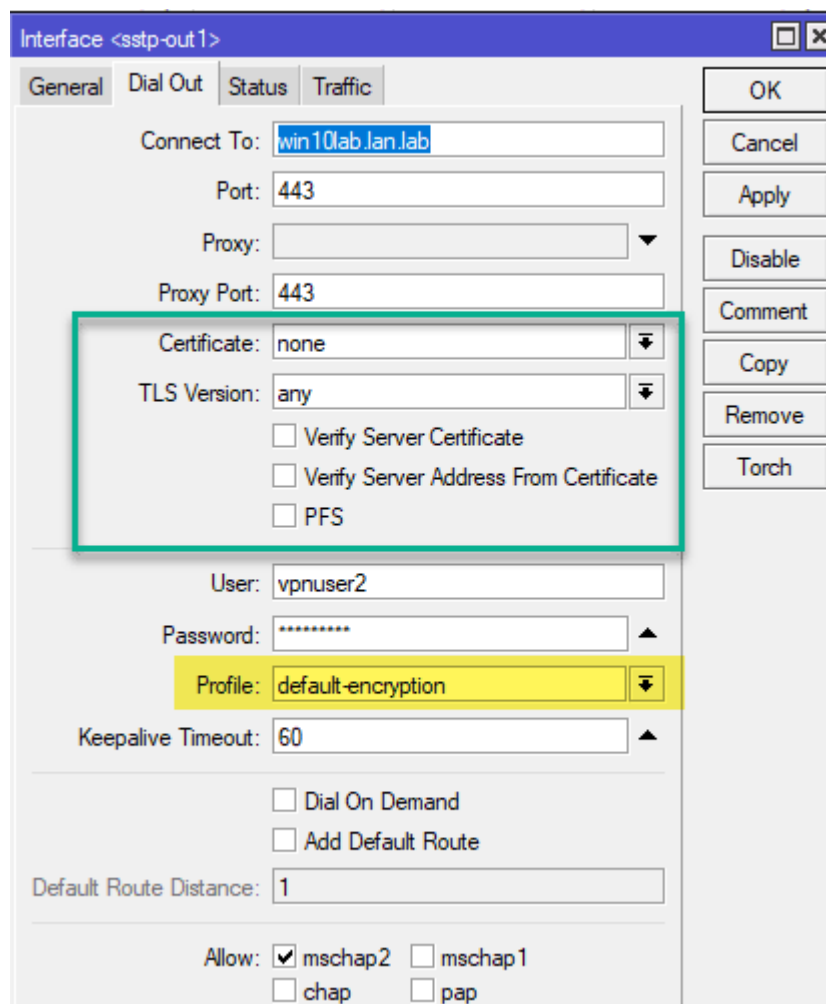 Interface <sstp-out1>
General Dial Out Status Traffic
OK
Connect To: win10lab.lan.lab
Cancel
Port: 443
Apply
Proxy:
Disable
Proxy Port: 443
Comment
Certificate: none
Copy
TLS Version: any
Remove
Verify Server Certificate
Torch
Verify Server Address From Certificate
PFS
User: vpnuser2
Password: *********
Profile: default-encryption
Keepalive Timeout: 60
Dial On Demand
Add Default Route
Default Route Distance: 1
Allow: mschap2 mschap1
chap pap